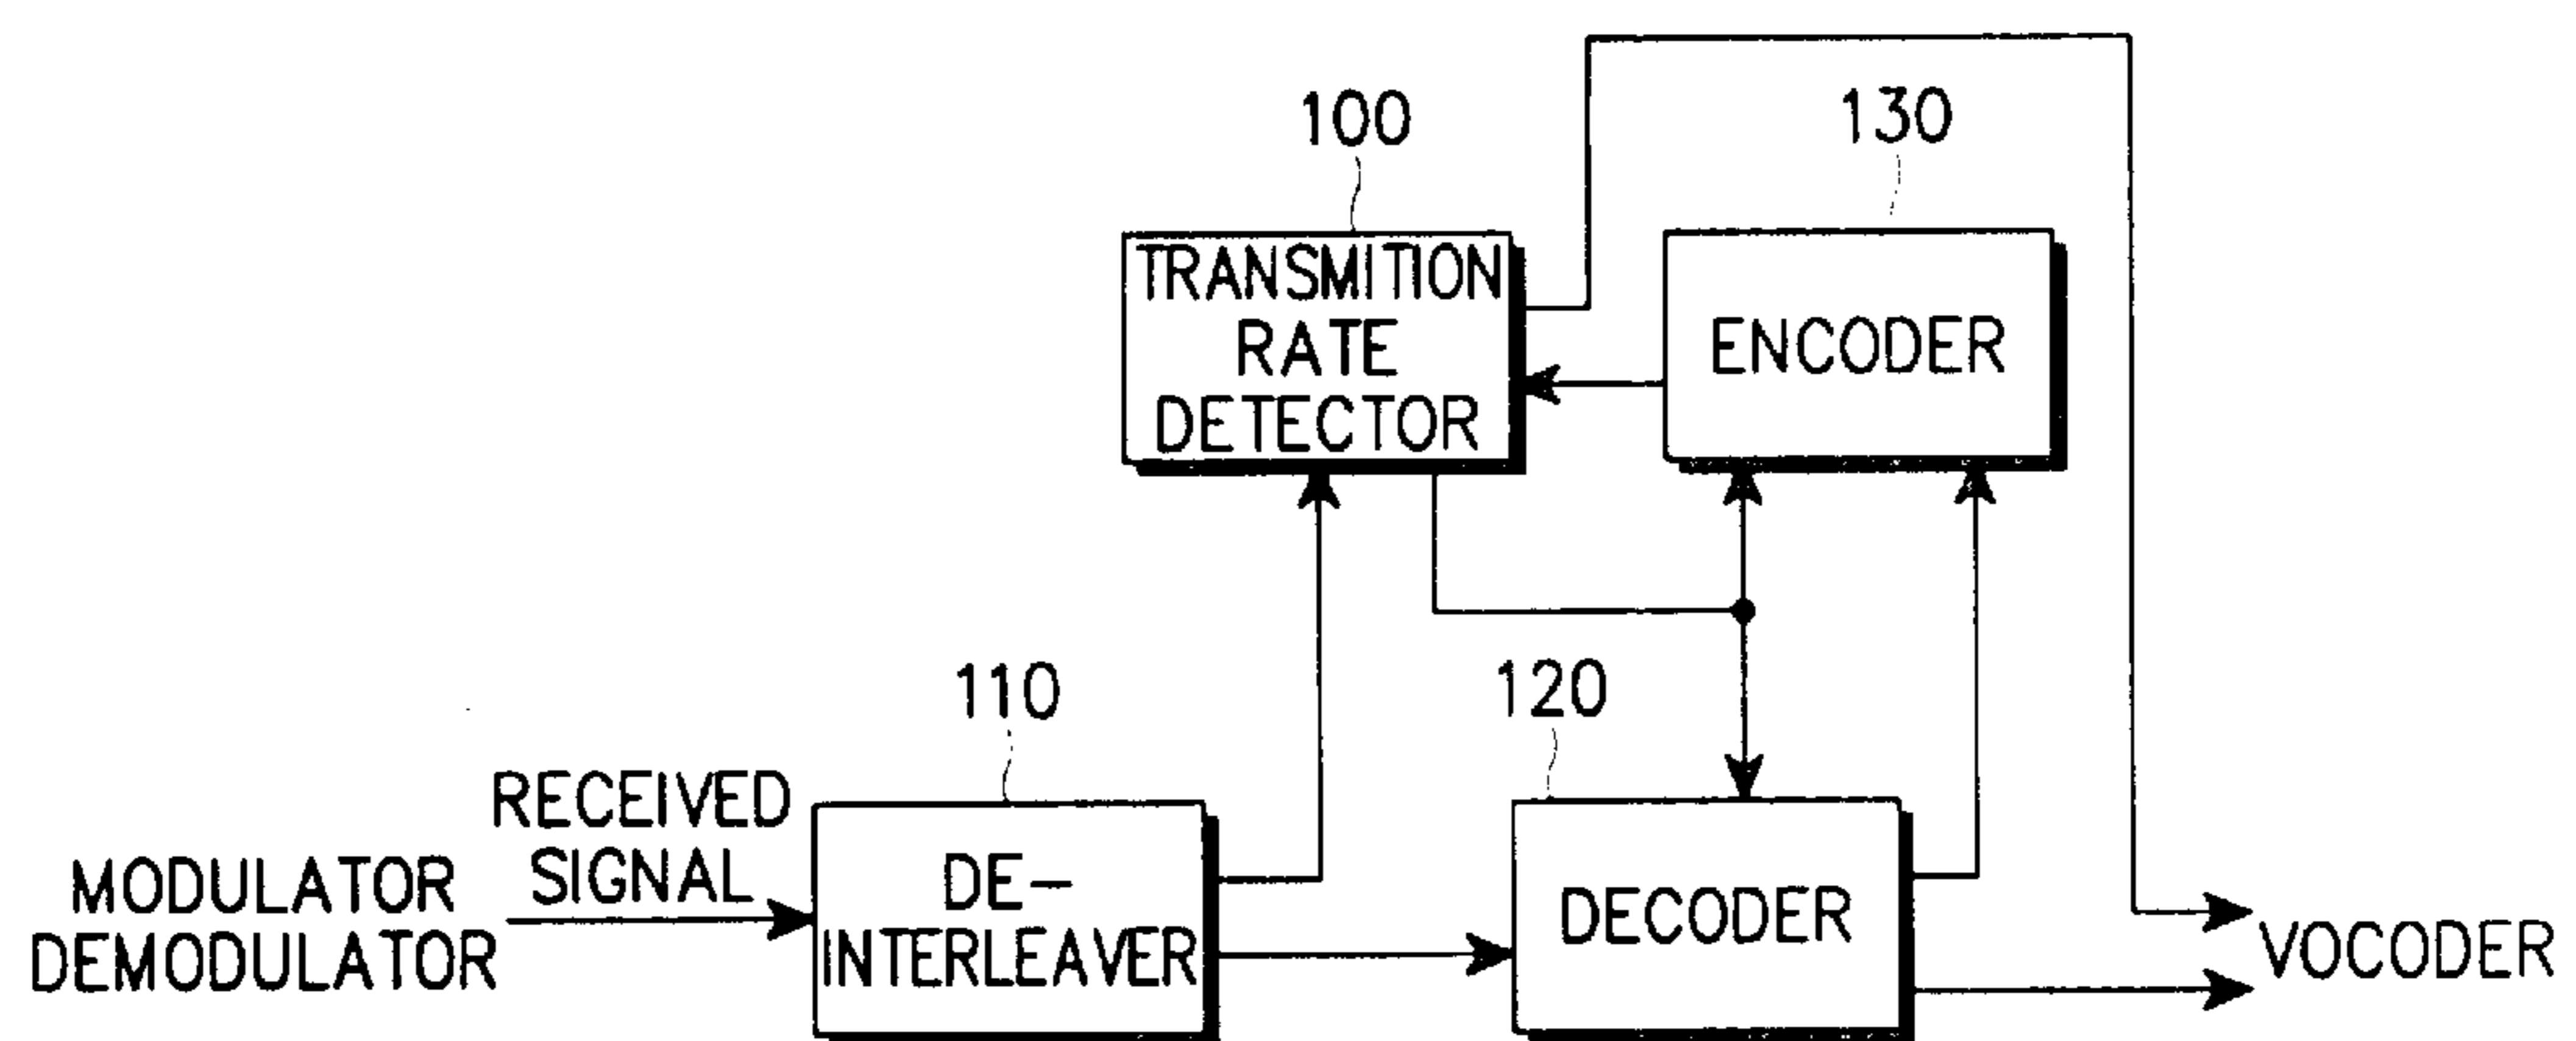 100
130
TRANSMITION
RATE
DETECTOR
ENCODER
110
120
RECEIVED
SIGNAL
MODULATOR
DEMODULATOR
DE-
INTERLEAVER
DECODER
VOCODER